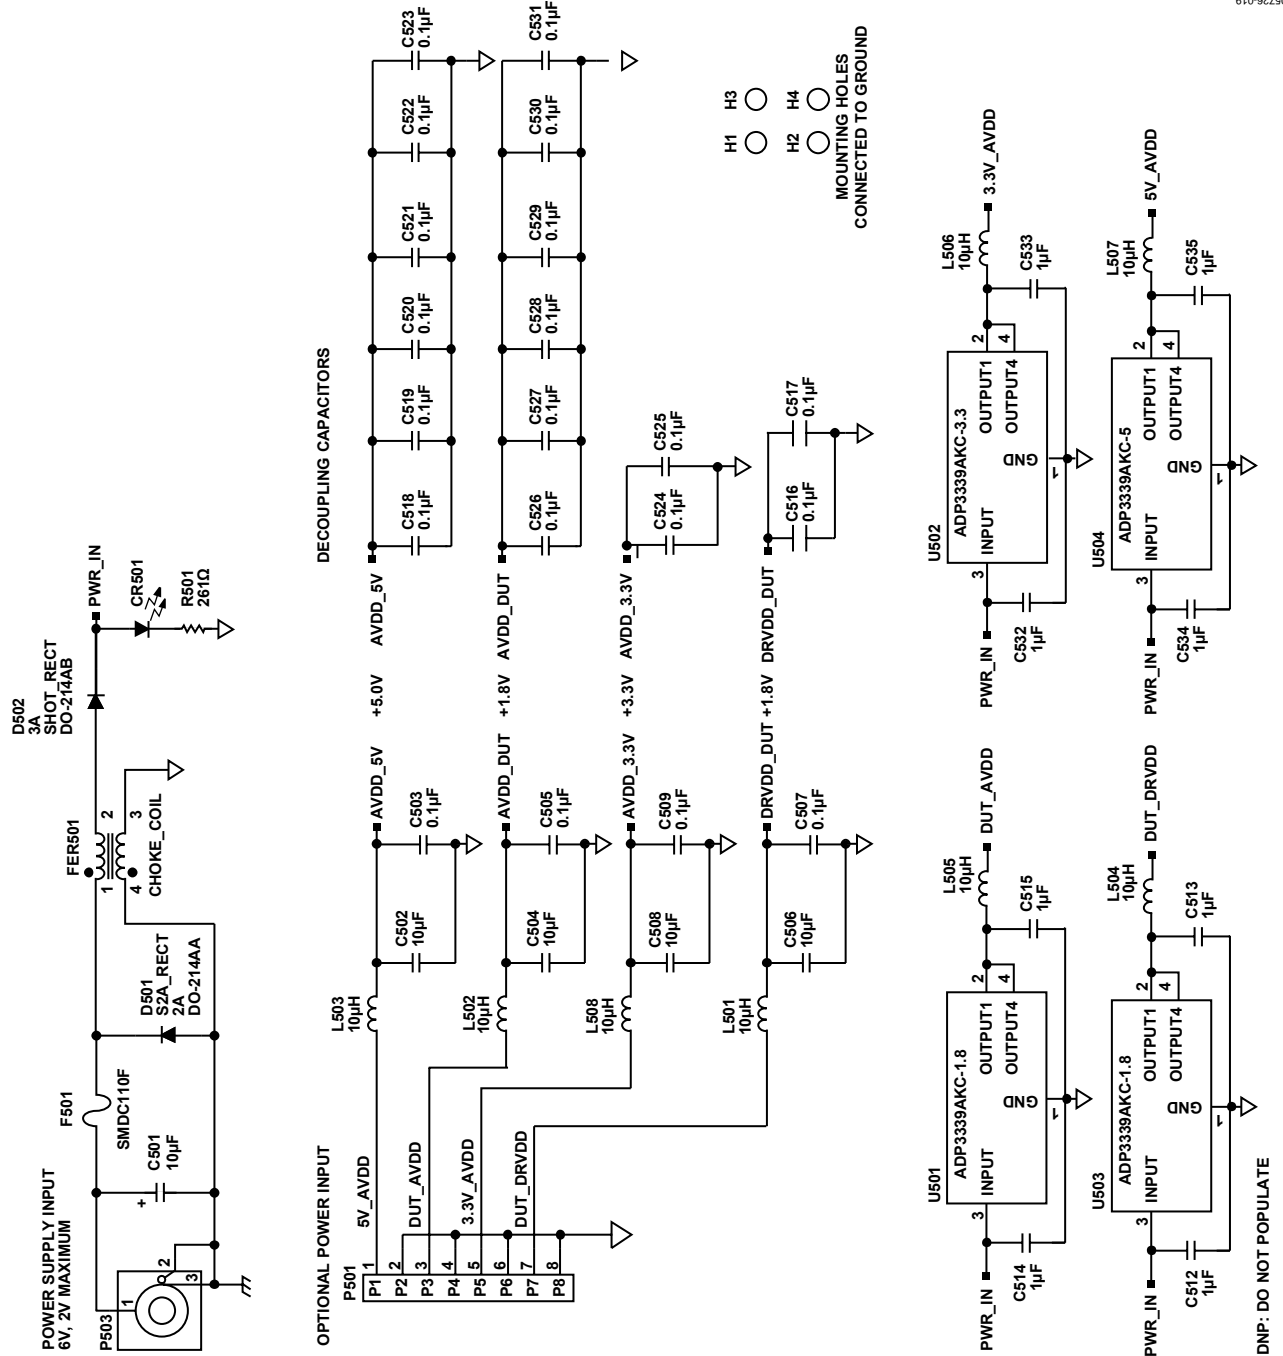 POWER SUPPLY INPUT
6V, 2V MAXIMUM
P503
1
2
3
F501
SMDC110F
C501
10µF
+
D501
S2A_RECT
2A
DO-214AA
FER501
1
2
4
3
CHOKE_COIL
D502
3A
SHOT_RECT
DO-214AB
PWR_IN
CR501
R501
261Ω
OPTIONAL POWER INPUT
P501
P1 1
P2 2
P3 3
P4 4
P5 5
P6 6
P7 7
P8 8
5V_AVDD
DUT_AVDD
3.3V_AVDD
DUT_DRVDD
L503
10µH
C502
10µF
C503
0.1µF
AVDD_5V
+5.0V
AVDD_5V
L502
10µH
C504
10µF
C505
0.1µF
AVDD_DUT
+1.8V
AVDD_DUT
L508
10µH
C508
10µF
C509
0.1µF
AVDD_3.3V
+3.3V
AVDD_3.3V
L501
10µH
C506
10µF
C507
0.1µF
DRVDD_DUT
+1.8V
DRVDD_DUT
DECOUPLING CAPACITORS
C518
0.1µF
C519
0.1µF
C520
0.1µF
C521
0.1µF
C522
0.1µF
C523
0.1µF
C526
0.1µF
C527
0.1µF
C528
0.1µF
C529
0.1µF
C530
0.1µF
C531
0.1µF
C524
0.1µF
C525
0.1µF
C516
0.1µF
C517
0.1µF
H1
H3
H2
H4
MOUNTING HOLES
CONNECTED TO GROUND
U501
ADP3339AKC-1.8
PWR_IN
3
INPUT
OUTPUT1
OUTPUT4
GND
1
2
4
C514
1µF
C515
1µF
L505
10µH
DUT_AVDD
U502
ADP3339AKC-3.3
PWR_IN
3
INPUT
OUTPUT1
OUTPUT4
GND
1
2
4
C532
1µF
C533
1µF
L506
10µH
3.3V_AVDD
U503
ADP3339AKC-1.8
PWR_IN
3
INPUT
OUTPUT1
OUTPUT4
GND
1
2
4
C512
1µF
C513
1µF
L504
10µH
DUT_DRVDD
U504
ADP3339AKC-5
PWR_IN
3
INPUT
OUTPUT1
OUTPUT4
GND
1
2
4
C534
1µF
C535
1µF
L507
10µH
5V_AVDD
DNP: DO NOT POPULATE